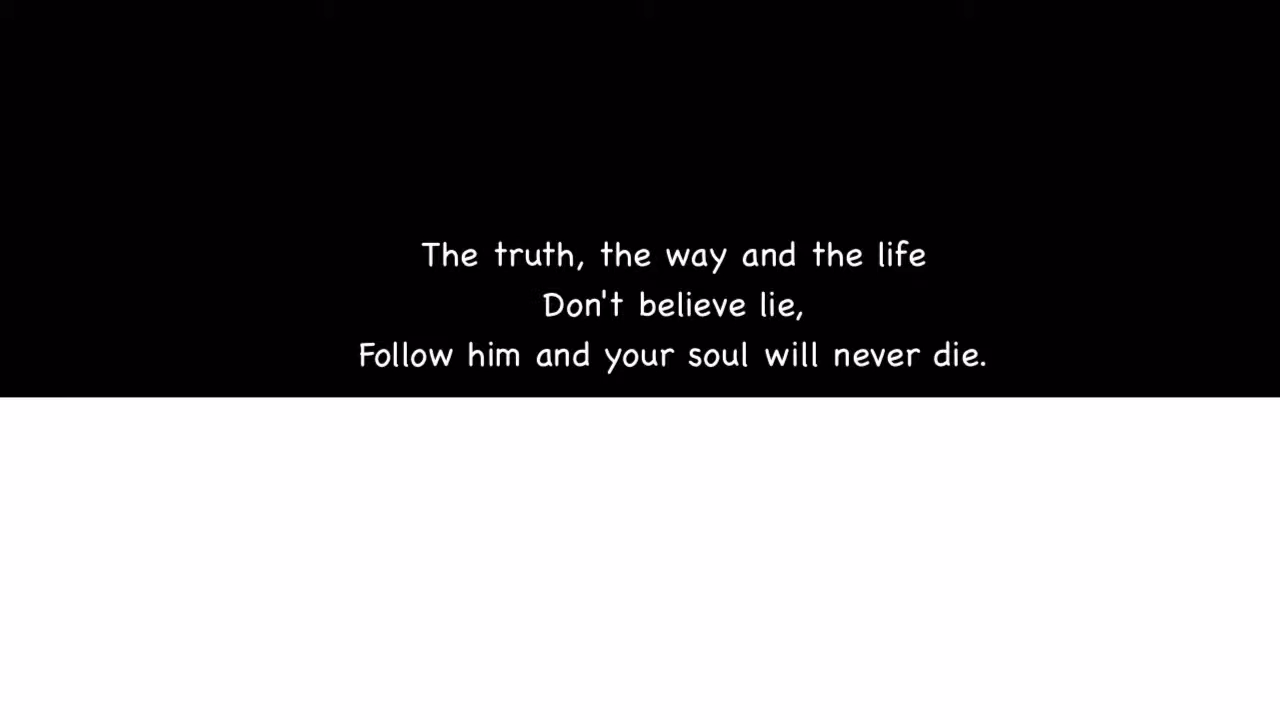 The truth, the way and the life
Don't believe lie,
Follow him and your soul will never die.